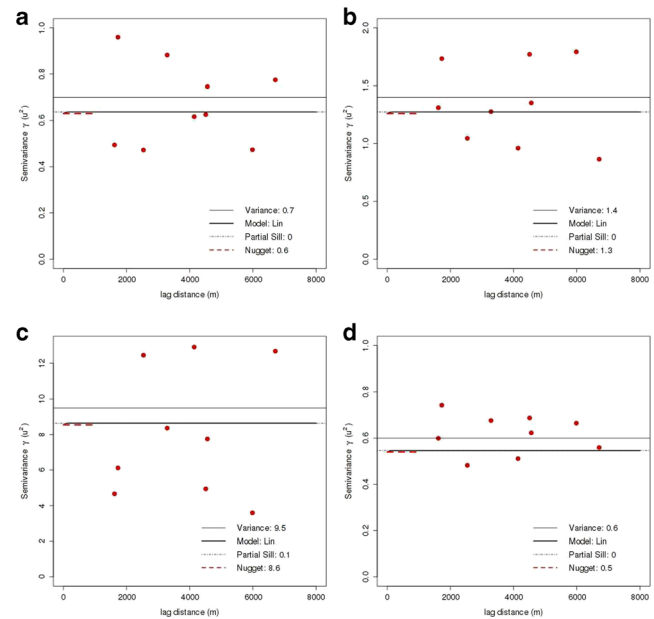 a
Semivariance γ (u²)
1.0
0.8
0.6
0.4
0.2
0.0
Variance: 0.7
Model: Lin
Partial Sill: 0
Nugget: 0.6
0 2000 4000 6000 8000
lag distance (m)
b
Semivariance γ (u²)
2.0
1.5
1.0
0.5
0.0
Variance: 1.4
Model: Lin
Partial Sill: 0
Nugget: 1.3
0 2000 4000 6000 8000
lag distance (m)
c
Semivariance γ (u²)
12
10
8
6
4
2
0
Variance: 9.5
Model: Lin
Partial Sill: 0.1
Nugget: 8.6
0 2000 4000 6000 8000
lag distance (m)
d
Semivariance γ (u²)
1.0
0.8
0.6
0.4
0.2
0.0
Variance: 0.6
Model: Lin
Partial Sill: 0
Nugget: 0.5
0 2000 4000 6000 8000
lag distance (m)